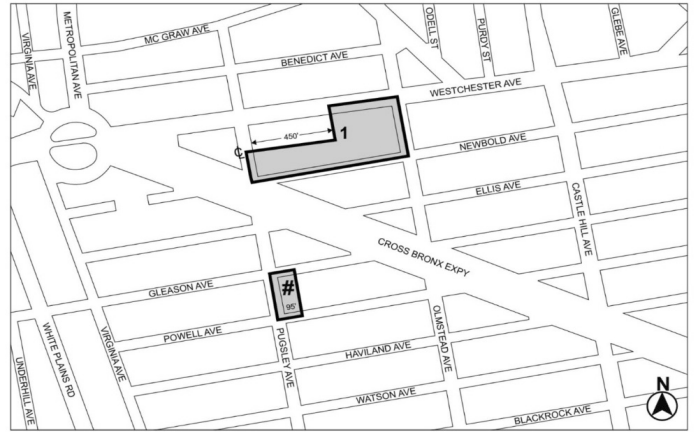 VIRGINIA AVE
METROPOLITAN AVE
MC GRAW AVE
BENEDICT AVE
ODELL ST
PURDY ST
GLEBE AVE
WESTCHESTER AVE
450'
1
NEWBOLD AVE
ELLIS AVE
CASTLE HILL AVE
CROSS BRONX EXPY
GLEASON AVE
#
95'
POWELL AVE
PUGSLEY AVE
HAVILAND AVE
OLMSTEAD AVE
WATSON AVE
BLACKROCK AVE
UNDERHILL AVE
WHITE PLAINS RD
VIRGINIA AVE
N